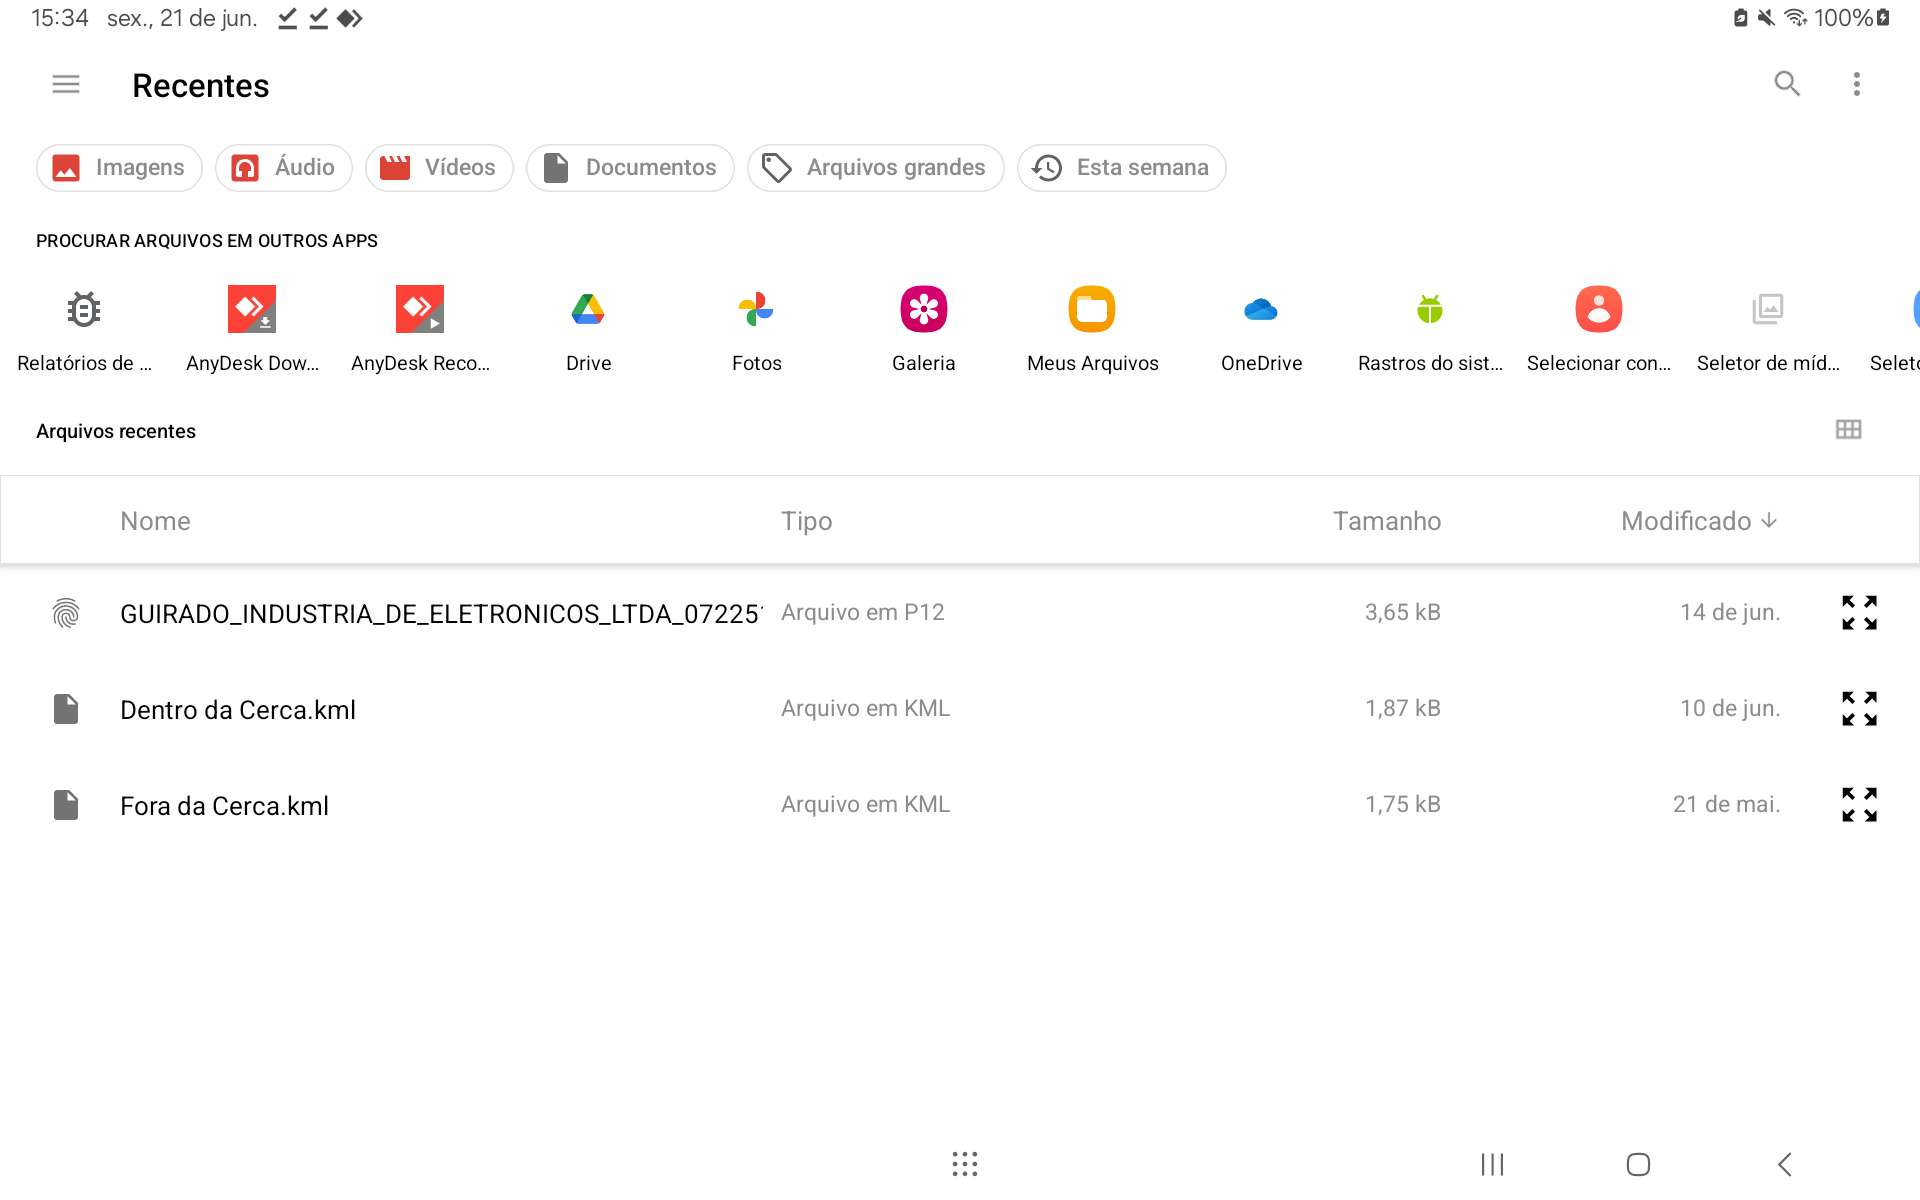 15:34 sex., 21 de jun. 100%
Recentes
Imagens Áudio Vídeos Documentos Arquivos grandes Esta semana
PROCURAR ARQUIVOS EM OUTROS APPS
Relatórios de ... AnyDesk Dow... AnyDesk Reco... Drive Fotos Galeria Meus Arquivos OneDrive Rastros do sist... Selecionar con... Seletor de míd... Seleto
Arquivos recentes
Nome Tipo Tamanho Modificado
GUIRADO_INDUSTRIA_DE_ELETRONICOS_LTDA_07225 Arquivo em P12 3,65 kB 14 de jun.
Dentro da Cerca.kml Arquivo em KML 1,87 kB 10 de jun.
Fora da Cerca.kml Arquivo em KML 1,75 kB 21 de mai.